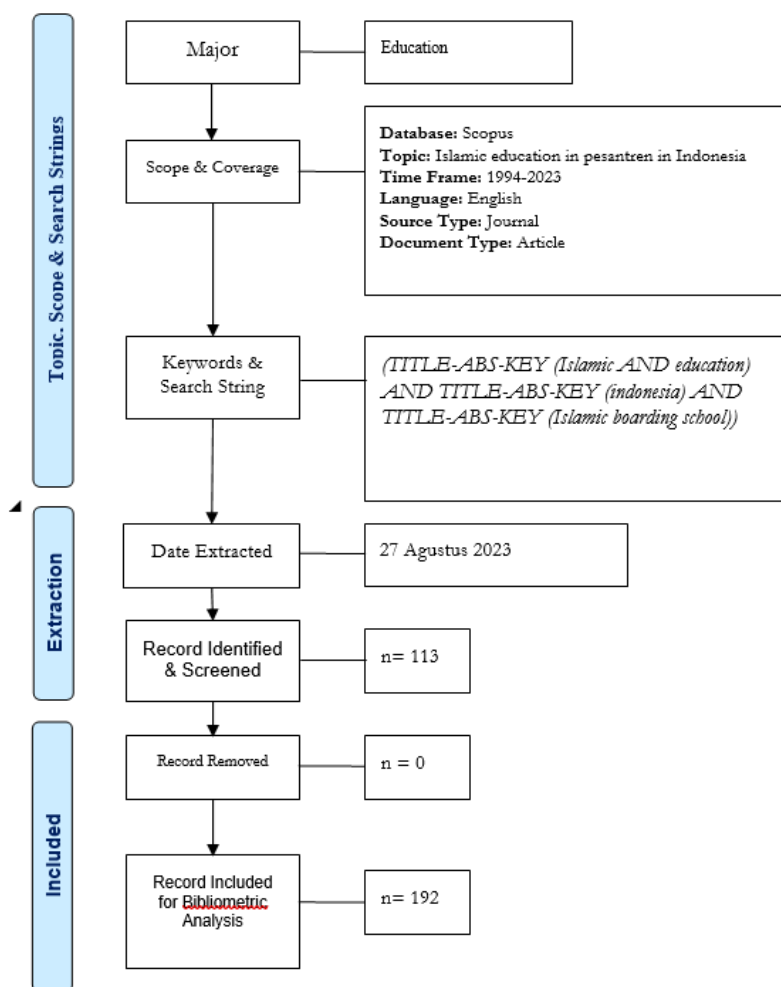 Topic, Scope & Search Strings
Major
Education
Scope & Coverage
Database: Scopus
Topic: Islamic education in pesantren in Indonesia
Time Frame: 1994-2023
Language: English
Source Type: Journal
Document Type: Article
Keywords &
Search String
(TITLE-ABS-KEY (Islamic AND education)
AND TITLE-ABS-KEY (indonesia) AND
TITLE-ABS-KEY (Islamic boarding school))
Extraction
Date Extracted
27 Agustus 2023
Record Identified
& Screened
n= 113
Included
Record Removed
n = 0
Record Included
for Bibliometric
Analysis
n= 192